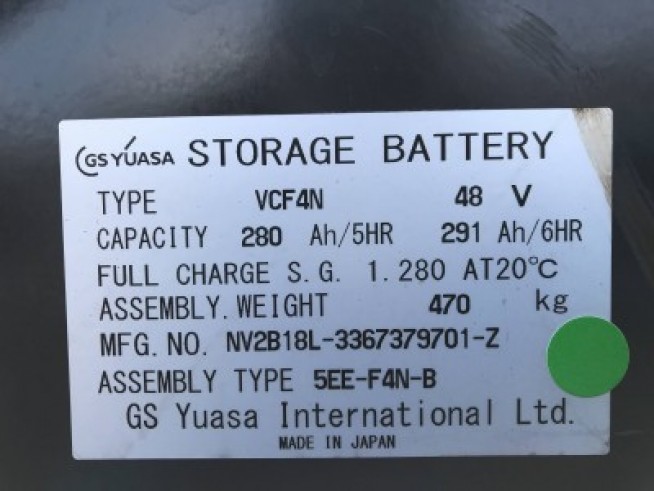 GS YUASA STORAGE BATTERY
TYPE VCF4N 48 V
CAPACITY 280 Ah/5HR 291 Ah/6HR
FULL CHARGE S.G. 1.280 AT20℃
ASSEMBLY.WEIGHT 470 kg
MFG.NO. NV2B18L-3367379701-Z
ASSEMBLY TYPE 5EE-F4N-B
GS Yuasa International Ltd.
MADE IN JAPAN